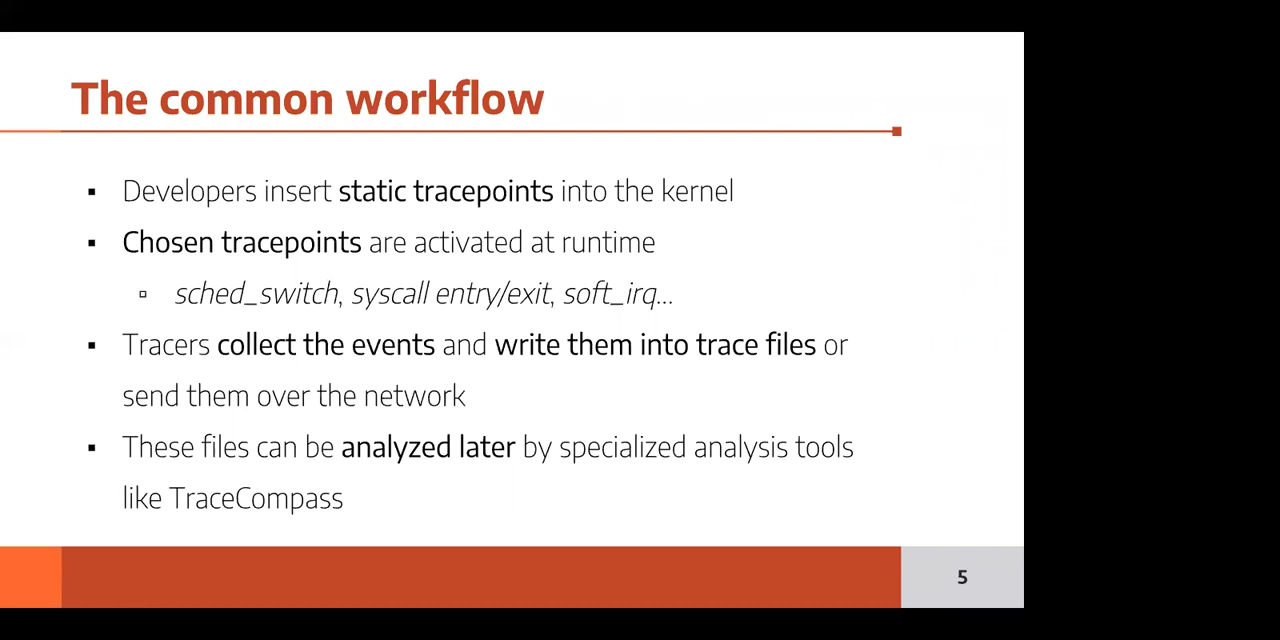 The common workflow
▪ Developers insert static tracepoints into the kernel
▪ Chosen tracepoints are activated at runtime
▫ sched_switch, syscall entry/exit, soft_irq...
▪ Tracers collect the events and write them into trace files or
send them over the network
▪ These files can be analyzed later by specialized analysis tools
like TraceCompass
5